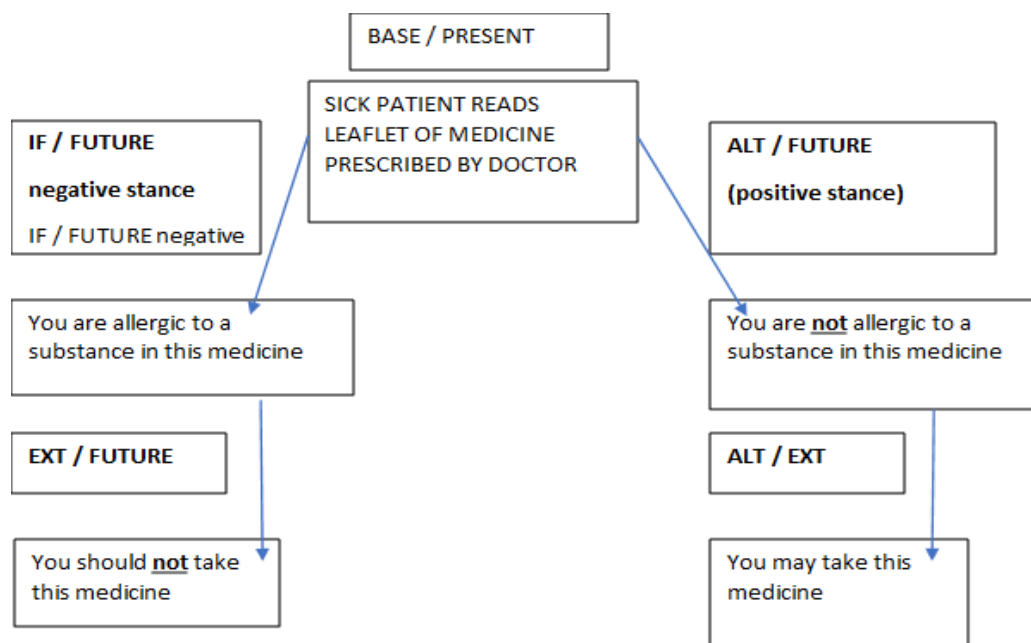 BASE / PRESENT
SICK PATIENT READS
LEAFLET OF MEDICINE
PRESCRIBED BY DOCTOR
IF / FUTURE
negative stance
IF / FUTURE negative
ALT / FUTURE
(positive stance)
You are allergic to a
substance in this medicine
You are not allergic to a
substance in this medicine
EXT / FUTURE
ALT / EXT
You should not take
this medicine
You may take this
medicine